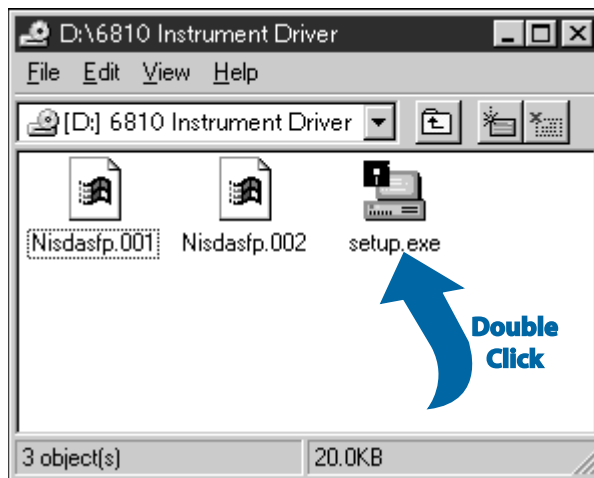 D:\6810 Instrument Driver
File Edit View Help
[D:] 6810 Instrument Driver
Nisdasfp.001 Nisdasfp.002 setup.exe
Double
Click
3 object(s) 20.0KB